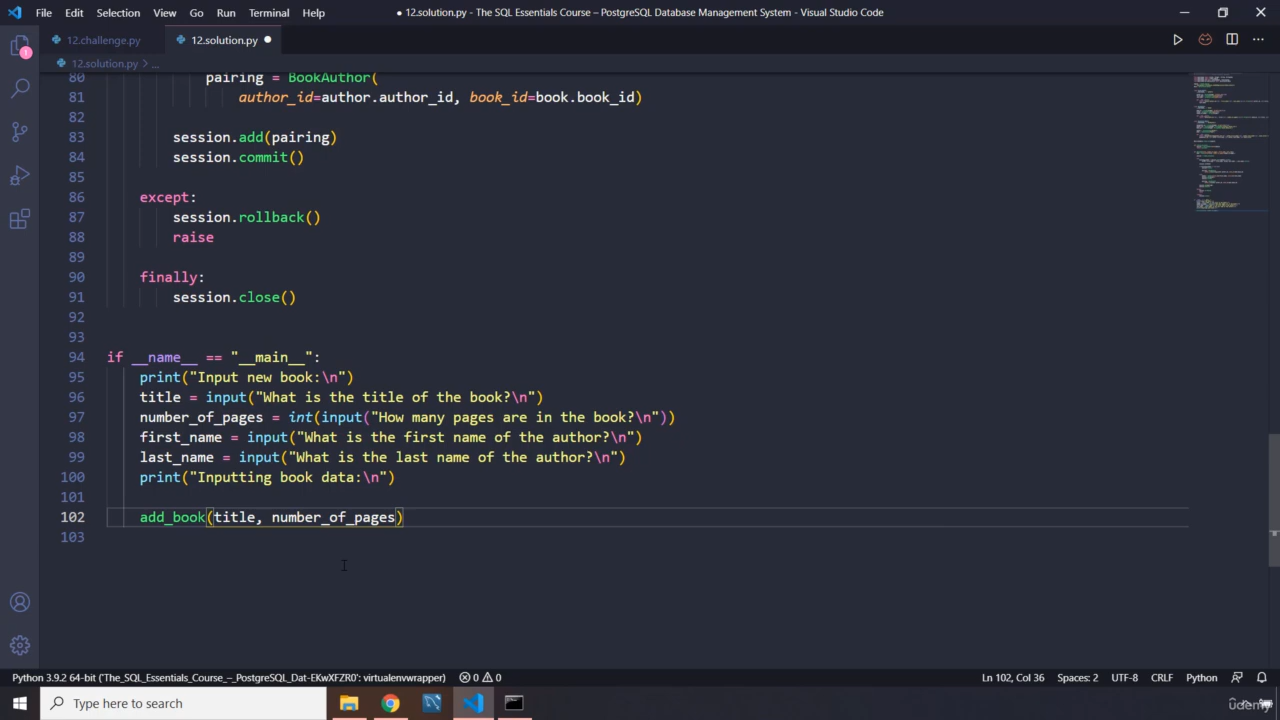 File Edit Selection View Go Run Terminal Help
● 12.solution.py - The SQL Essentials Course – PostgreSQL Database Management System - Visual Studio Code
12.challenge.py 12.solution.py ●
12.solution.py > ...
1
80 pairing = BookAuthor(
81 author_id=author.author_id, book_id=book.book_id)
82
83 session.add(pairing)
84 session.commit()
85
86 except:
87 session.rollback()
88 raise
89
90 finally:
91 session.close()
92
93
94 if __name__ == "__main__":
95 print("Input new book:\n")
96 title = input("What is the title of the book?\n")
97 number_of_pages = int(input("How many pages are in the book?\n"))
98 first_name = input("What is the first name of the author?\n")
99 last_name = input("What is the last name of the author?\n")
100 print("Inputting book data:\n")
101
102 add_book(title, number_of_pages)
103
Python 3.9.2 64-bit ('The_SQL_Essentials_Course_–_PostgreSQL_Dat-EKwXFZR0': virtualenvwrapper) 0 0 Ln 102, Col 36 Spaces: 2 UTF-8 CRLF Python
Type here to search
Udemy